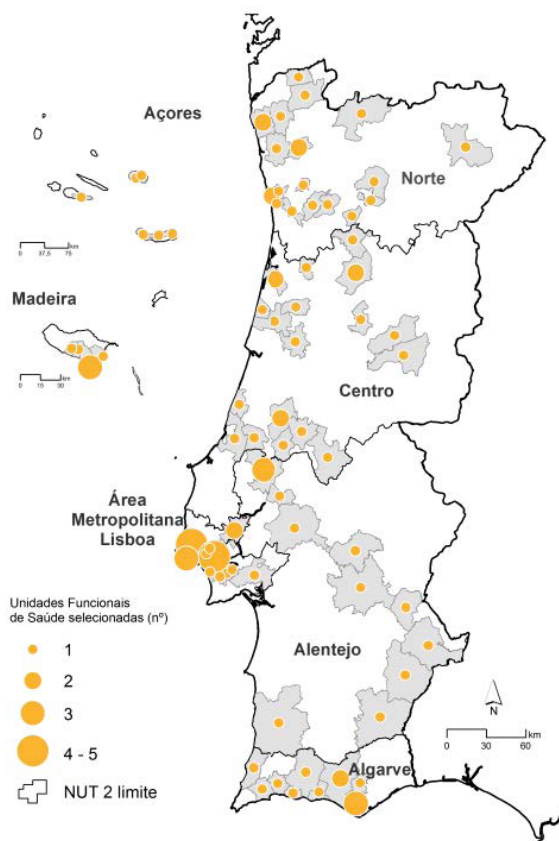 Açores
Norte
0 37,5 75 km
Madeira
0 15 30 km
Centro
Área
Metropolitana
Lisboa
Unidades Funcionais
de Saúde selecionadas (nº)
1
2
3
4 - 5
NUT 2 limite
Alentejo
N
0 30 60 km
Algarve